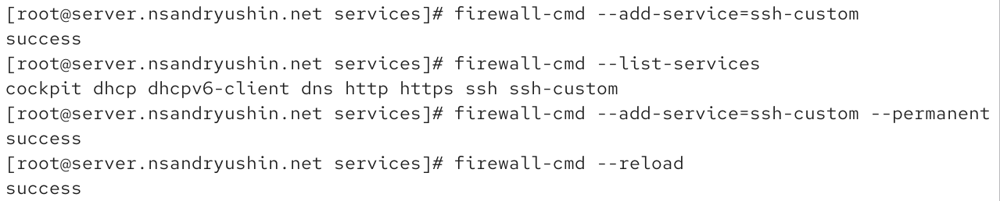 [root@server.nsandryushin.net services]# firewall-cmd --add-service=ssh-custom
success
[root@server.nsandryushin.net services]# firewall-cmd --list-services
cockpit dhcp dhcpv6-client dns http https ssh ssh-custom
[root@server.nsandryushin.net services]# firewall-cmd --add-service=ssh-custom --permanent
success
[root@server.nsandryushin.net services]# firewall-cmd --reload
success